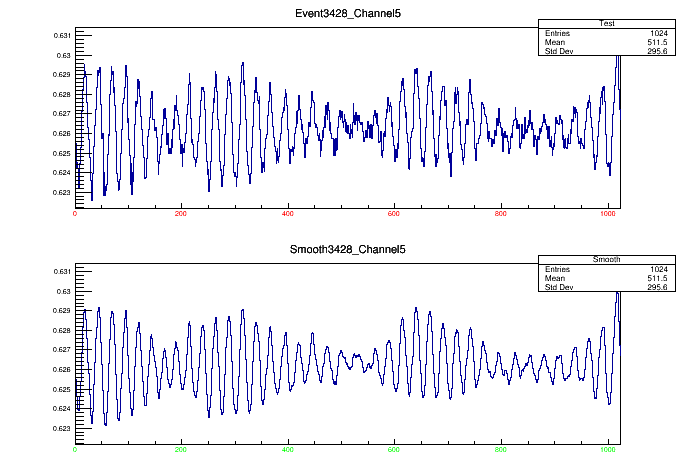 Event3428_Channel5
Test
Entries 1024
Mean 511.5
Std Dev 295.6
0.631
0.63
0.629
0.628
0.627
0.626
0.625
0.624
0.623
0 200 400 600 800 1000
Smooth3428_Channel5
Smooth
Entries 1024
Mean 511.5
Std Dev 295.6
0.631
0.63
0.629
0.628
0.627
0.626
0.625
0.624
0.623
0 200 400 600 800 1000